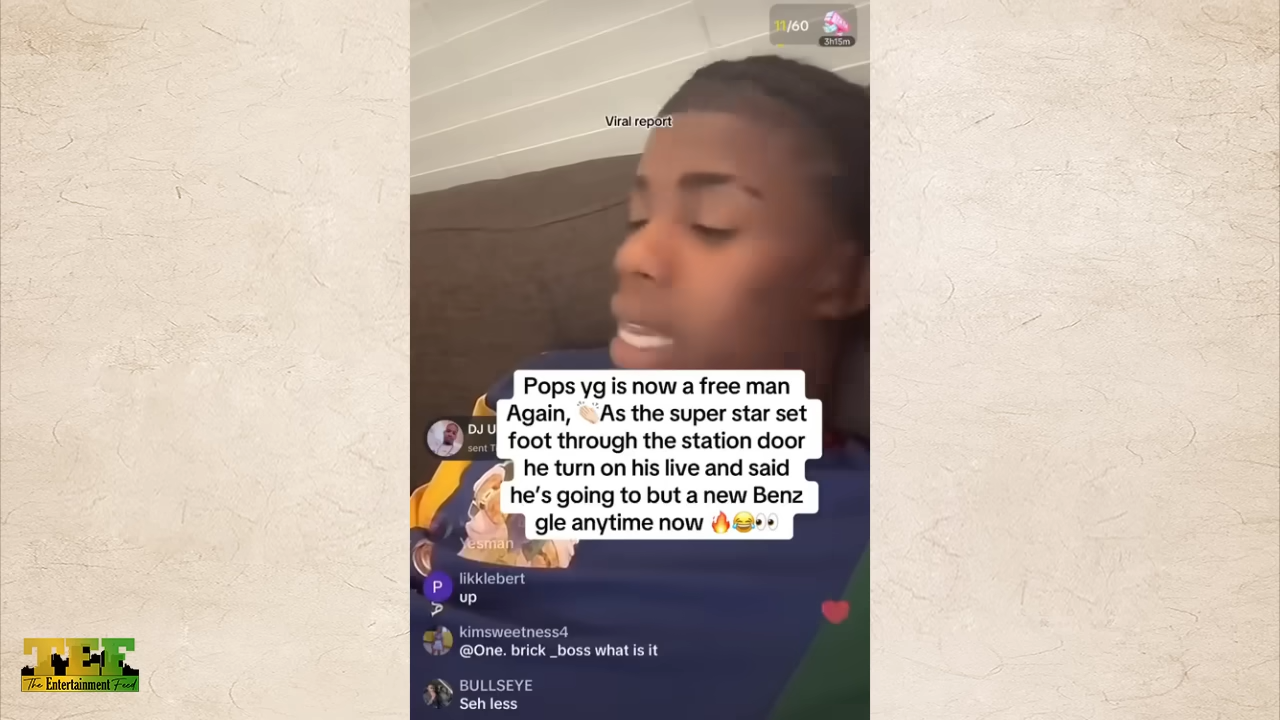 11/60
3h15m
Viral report
Pops yg is now a free man
Again, 👏🏻As the super star set
foot through the station door
he turn on his live and said
he's going to but a new Benz
gle anytime now 🔥😂👀
DJ U
sent T
Yesman
P
likklebert
up
kimsweetness4
@One. brick _boss what is it
BULLSEYE
Seh less
TEF
The Entertainment Feed